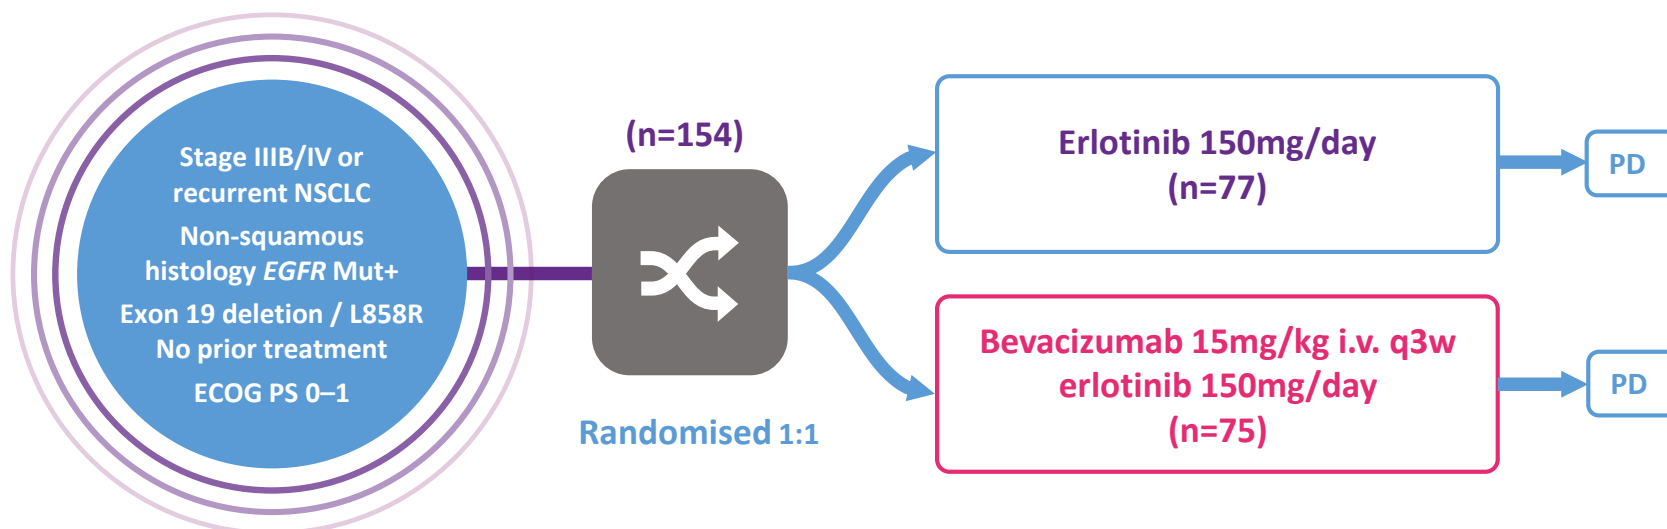 Stage IIIB/IV or
recurrent NSCLC
Non-squamous
histology EGFR Mut+
Exon 19 deletion / L858R
No prior treatment
ECOG PS 0–1
(n=154)
Randomised 1:1
Erlotinib 150mg/day
(n=77)
PD
Bevacizumab 15mg/kg i.v. q3w
erlotinib 150mg/day
(n=75)
PD